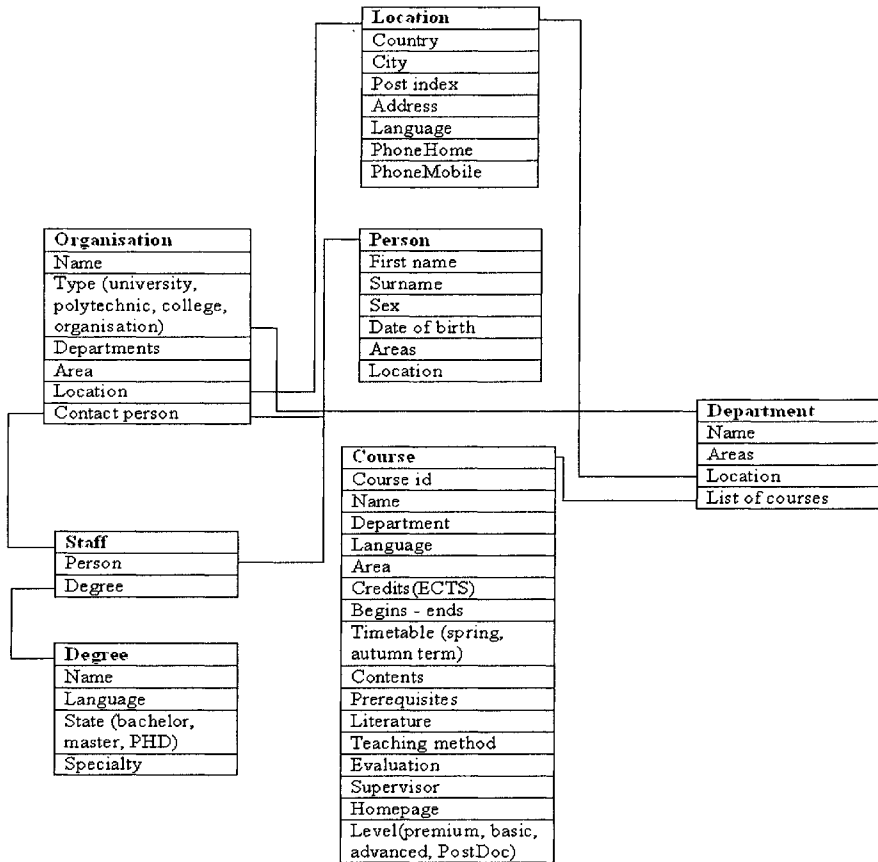 Location
Country
City
Post index
Address
Language
PhoneHome
PhoneMobile
Organisation
Name
Type (university,
polytechnic, college,
organisation)
Departments
Area
Location
Contact person
Person
First name
Surname
Sex
Date of birth
Areas
Location
Department
Name
Areas
Location
List of courses
Course
Course id
Name
Department
Language
Area
Credits(ECTS)
Begins - ends
Timetable (spring,
autumn term)
Contents
Prerequisites
Literature
Teaching method
Evaluation
Supervisor
Homepage
Level(premium, basic,
advanced, PostDoc)
Staff
Person
Degree
Degree
Name
Language
State (bachelor,
master, PHD)
Specialty